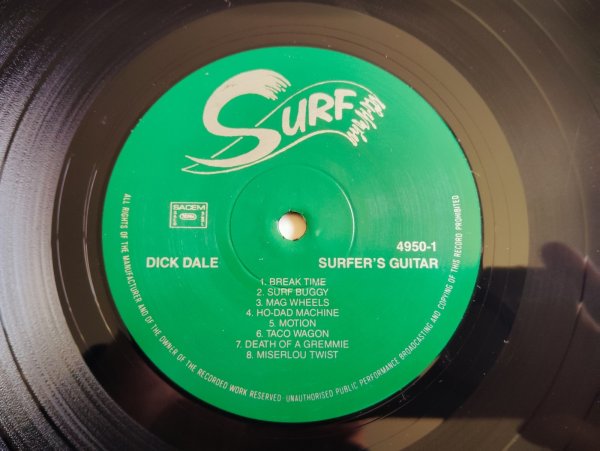 SURF
SACEM
DICK DALE
4950-1
SURFER'S GUITAR
1. BREAK TIME
2. SURF BUGGY
3. MAG WHEELS
4. HO-DAD MACHINE
5. MOTION
6. TACO WAGON
7. DEATH OF A GREMMIE
8. MISERLOU TWIST
ALL RIGHTS OF THE MANUFACTURER AND OF THE OWNER OF THE RECORDED WORK RESERVED · UNAUTHORISED PUBLIC PERFORMANCE BROADCASTING AND COPYING OF THIS RECORD PROHIBITED